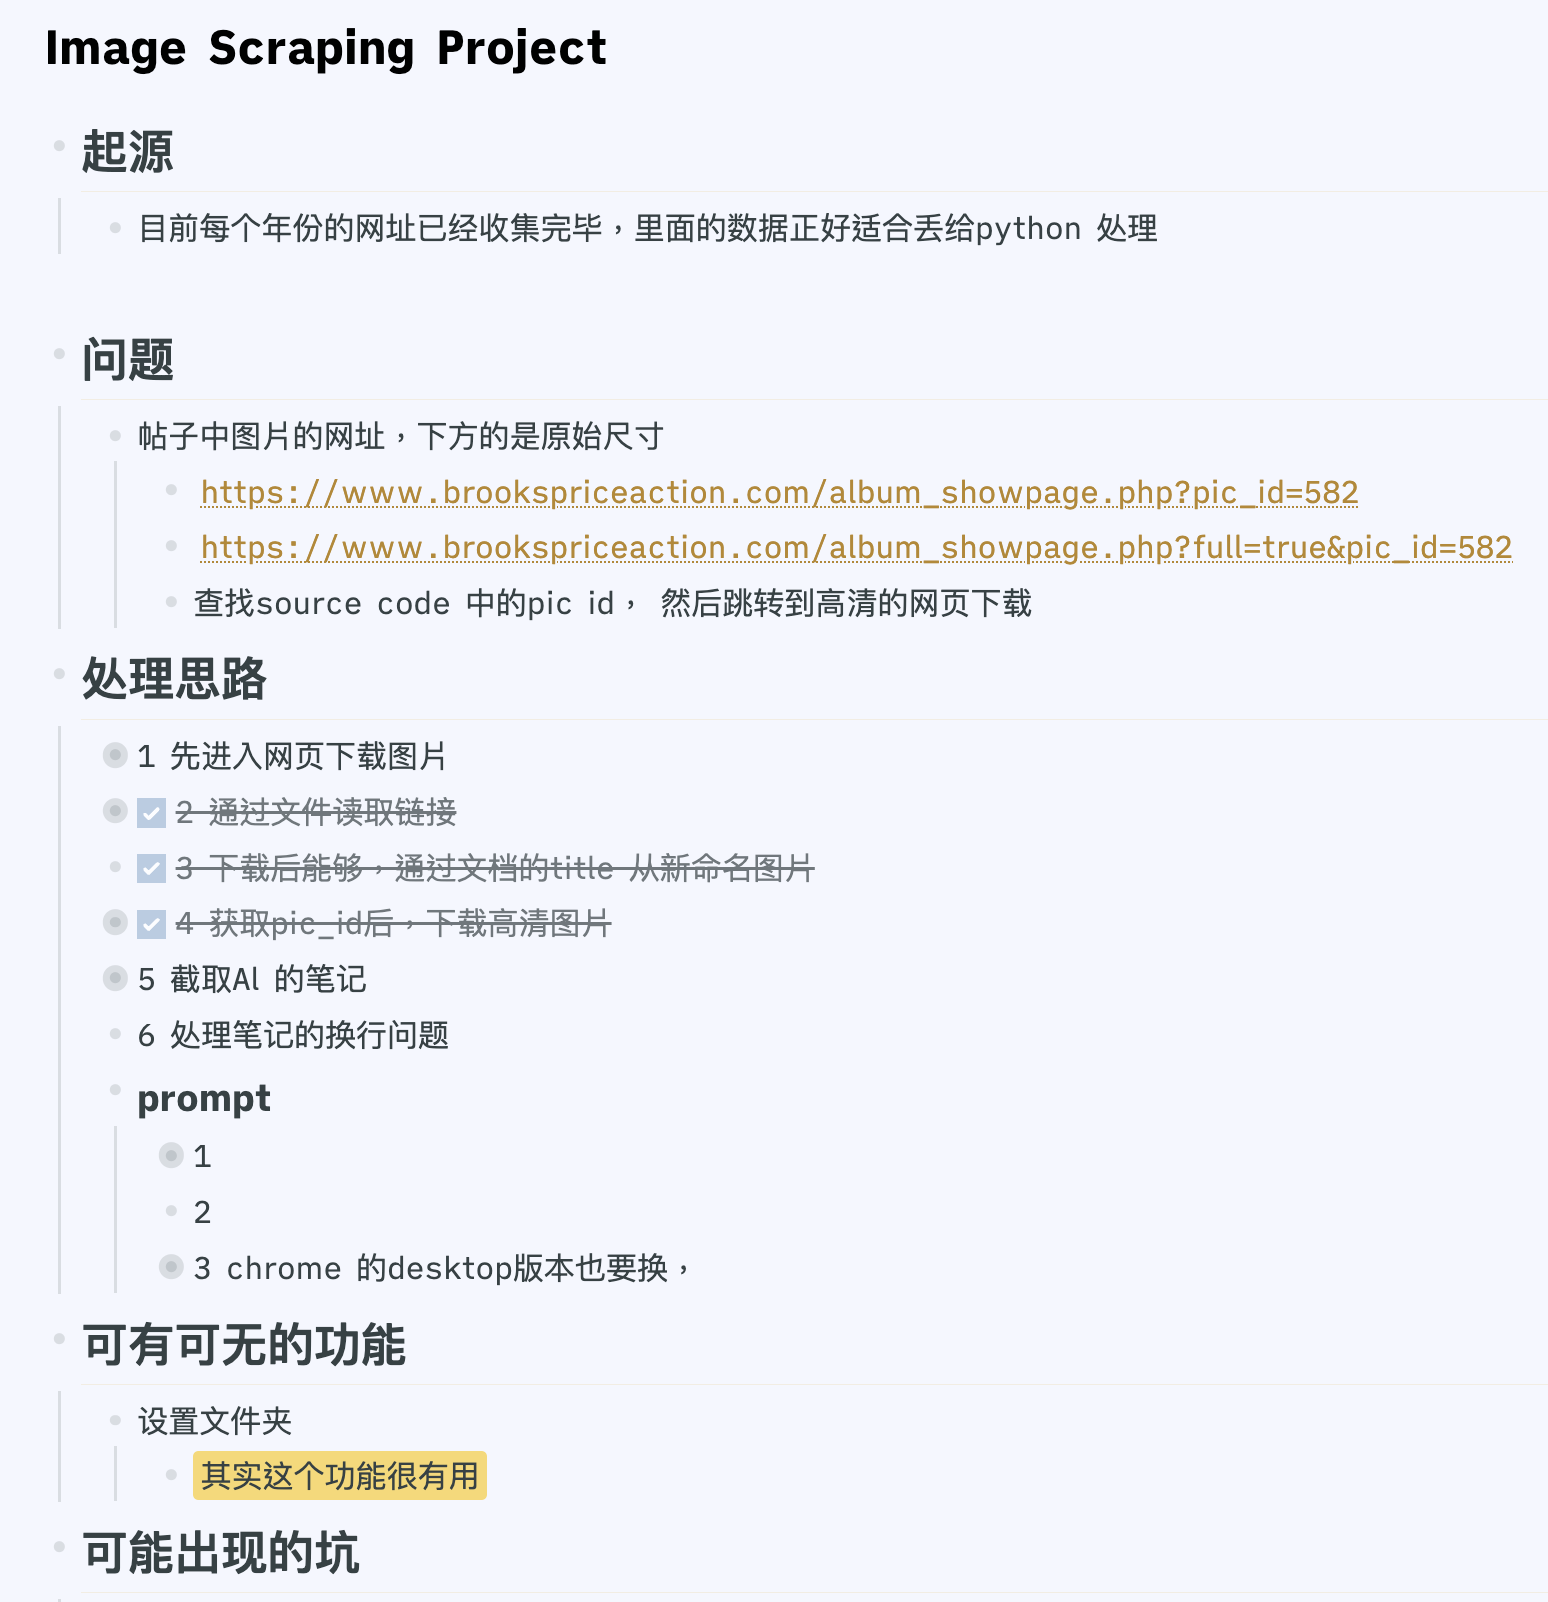 Image Scraping Project
起源
目前每个年份的网址已经收集完毕，里面的数据正好适合丢给python 处理
问题
帖子中图片的网址，下方的是原始尺寸
https://www.brookspriceaction.com/album_showpage.php?pic_id=582
https://www.brookspriceaction.com/album_showpage.php?full=true&pic_id=582
查找source code 中的pic id， 然后跳转到高清的网页下载
处理思路
1 先进入网页下载图片
2 通过文件读取链接
3 下载后能够，通过文档的title 从新命名图片
4 获取pic_id后，下载高清图片
5 截取Al 的笔记
6 处理笔记的换行问题
prompt
1
2
3 chrome 的desktop版本也要换，
可有可无的功能
设置文件夹
其实这个功能很有用
可能出现的坑